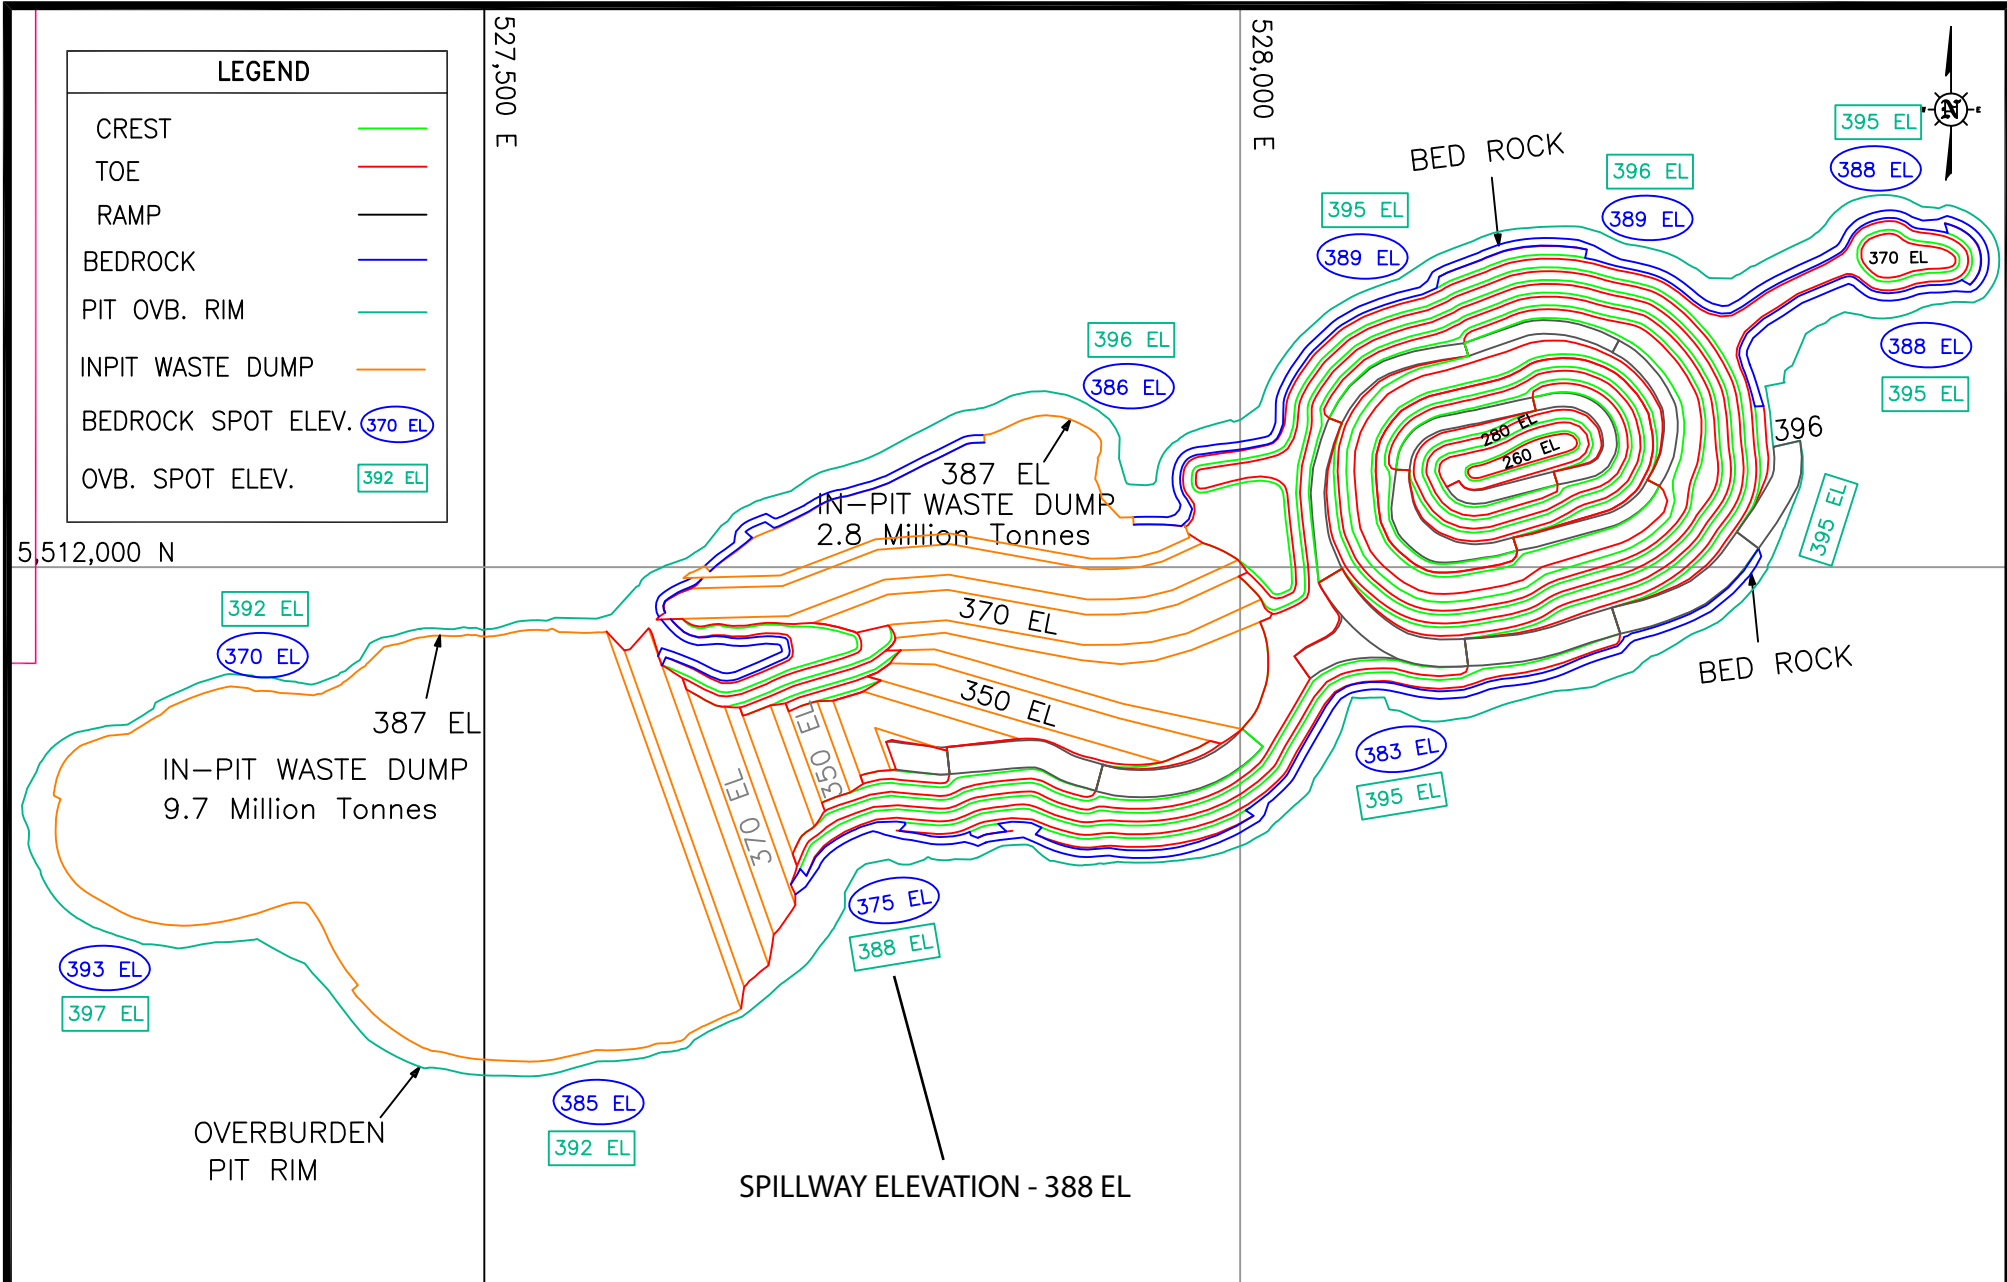 LEGEND
CREST
TOE
RAMP
BEDROCK
PIT OVB. RIM
INPIT WASTE DUMP
BEDROCK SPOT ELEV. 370 EL
OVB. SPOT ELEV. 392 EL
527,500 E
528,000 E
5,512,000 N
N
E
BED ROCK
395 EL
389 EL
396 EL
389 EL
395 EL
388 EL
370 EL
388 EL
395 EL
396 EL
386 EL
396
395 EL
280 EL
260 EL
387 EL
IN-PIT WASTE DUMP
2.8 Million Tonnes
370 EL
350 EL
BED ROCK
392 EL
370 EL
387 EL
IN-PIT WASTE DUMP
9.7 Million Tonnes
350 EL
370 EL
383 EL
395 EL
375 EL
388 EL
393 EL
397 EL
385 EL
392 EL
OVERBURDEN
PIT RIM
SPILLWAY ELEVATION - 388 EL